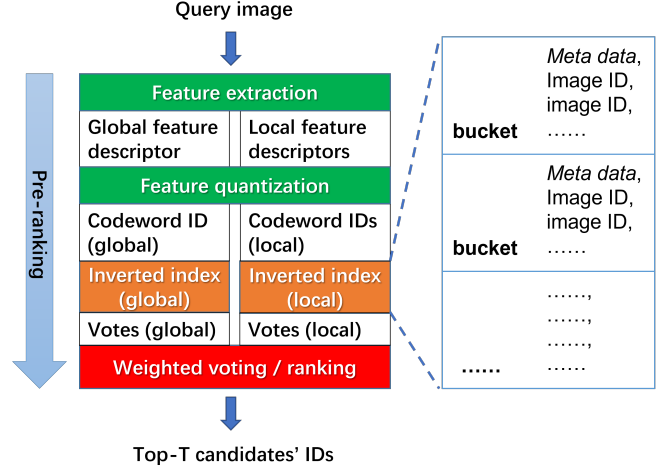 Query image
Pre-ranking
Feature extraction
Global feature
descriptor
Local feature
descriptors
Feature quantization
Codeword ID
(global)
Codeword IDs
(local)
Inverted index
(global)
Inverted index
(local)
Votes (global)
Votes (local)
Weighted voting / ranking
Top-T candidates' IDs
Meta data,
Image ID,
image ID,
bucket ......
Meta data,
Image ID,
image ID,
bucket ......
......,
......,
......,
...... ......